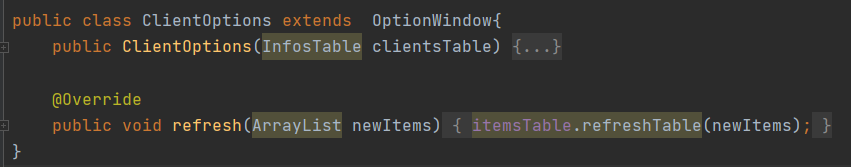 public class ClientOptions extends  OptionWindow{
    public ClientOptions(InfosTable clientsTable) {...}

    @Override
    public void refresh(ArrayList newItems) { itemsTable.refreshTable(newItems); }
}